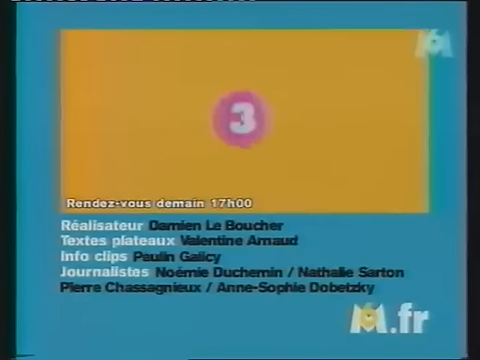 M6
3
Rendez-vous demain 17h00
Réalisateur Damien Le Boucher
Textes plateaux Valentine Arnaud
Info clips Paulin Galicy
Journalistes Noémie Duchemin / Nathalie Sarton
Pierre Chassagnieux / Anne-Sophie Dobetzky
M6.fr